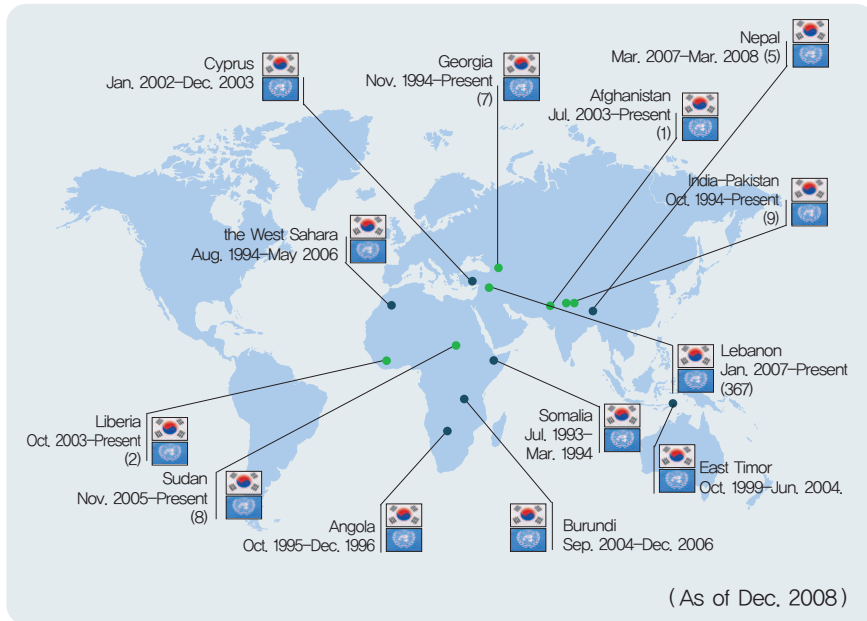 Cyprus
Jan. 2002–Dec. 2003
Georgia
Nov. 1994–Present
(7)
Nepal
Mar. 2007–Mar. 2008 (5)
Afghanistan
Jul. 2003–Present
(1)
India–Pakistan
Oct. 1994–Present
(9)
the West Sahara
Aug. 1994–May 2006
Lebanon
Jan. 2007–Present
(367)
Liberia
Oct. 2003–Present
(2)
Somalia
Jul. 1993–
Mar. 1994
Sudan
Nov. 2005–Present
(8)
East Timor
Oct. 1999–Jun. 2004.
Angola
Oct. 1995–Dec. 1996
Burundi
Sep. 2004–Dec. 2006
(As of Dec. 2008)